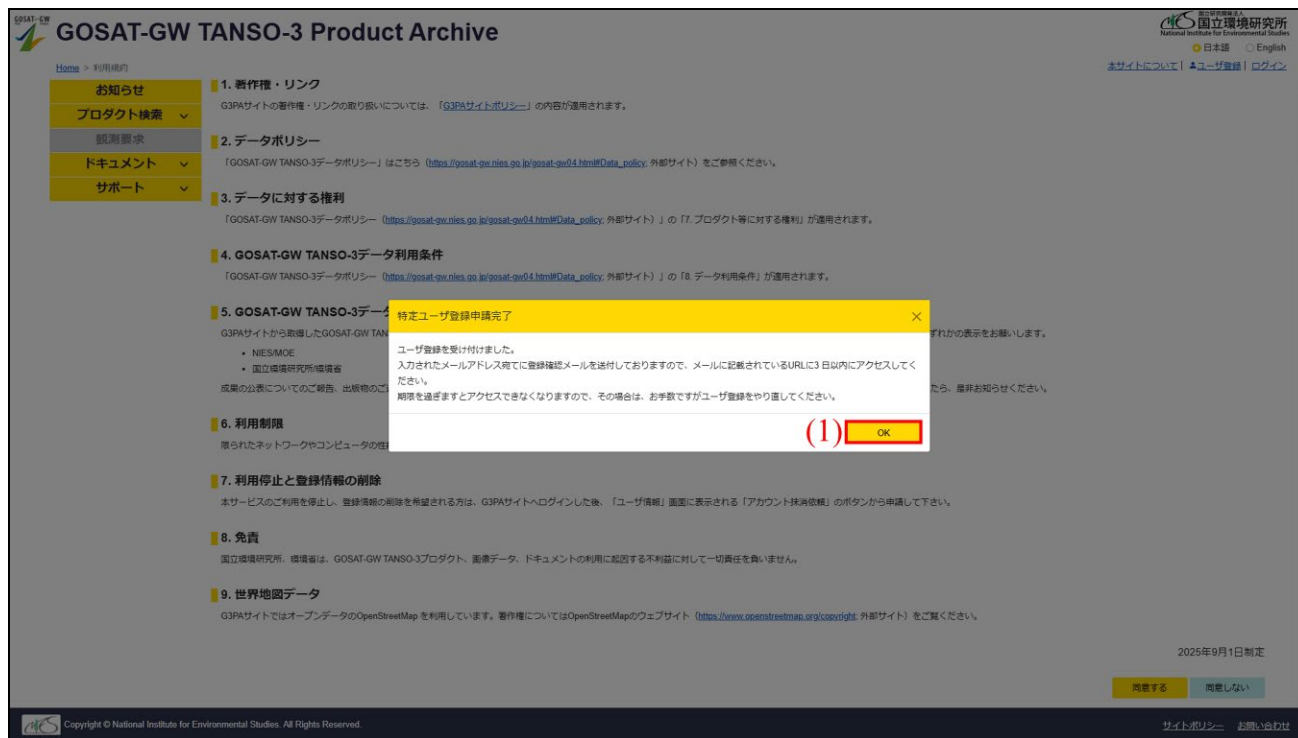 GOSAT-GW
GOSAT-GW TANSO-3 Product Archive
国立研究開発法人
国立環境研究所
National Institute for Environmental Studies
日本語 English
Home > 利用規約
本サイトについて | ユーザ登録 | ログイン
お知らせ
プロダクト検索
観測要求
ドキュメント
サポート
1. 著作権・リンク
G3PAサイトの著作権・リンクの取り扱いについては、「G3PAサイトポリシー」の内容が適用されます。
2. データポリシー
「GOSAT-GW TANSO-3データポリシー」はこちら（https://gosat-gw.nies.go.jp/gosat-gw04.html#Data_policy; 外部サイト）をご参照ください。
3. データに対する権利
「GOSAT-GW TANSO-3データポリシー（https://gosat-gw.nies.go.jp/gosat-gw04.html#Data_policy; 外部サイト）」の「7. プロダクト等に対する権利」が適用されます。
4. GOSAT-GW TANSO-3データ利用条件
「GOSAT-GW TANSO-3データポリシー（https://gosat-gw.nies.go.jp/gosat-gw04.html#Data_policy; 外部サイト）」の「8. データ利用条件」が適用されます。
5. GOSAT-GW TANSO-3データ
G3PAサイトから取得したGOSAT-GW TAN ずれかの表示をお願いします。
• NIES/MOE
• 国立環境研究所/環境省
成果の公表についてのご報告、出版物のご たら、是非お知らせください。
特定ユーザ登録申請完了
ユーザ登録を受け付けました。
入力されたメールアドレス宛てに登録確認メールを送付しておりますので、メールに記載されているURLに3 日以内にアクセスしてく
ださい。
期限を過ぎますとアクセスできなくなりますので、その場合は、お手数ですがユーザ登録をやり直してください。
(1) OK
6. 利用制限
限られたネットワークやコンピュータの性
7. 利用停止と登録情報の削除
本サービスのご利用を停止し、登録情報の削除を希望される方は、G3PAサイトへログインした後、「ユーザ情報」画面に表示される「アカウント抹消依頼」のボタンから申請して下さい。
8. 免責
国立環境研究所、環境省は、GOSAT-GW TANSO-3プロダクト、画像データ、ドキュメントの利用に起因する不利益に対して一切責任を負いません。
9. 世界地図データ
G3PAサイトではオープンデータのOpenStreetMap を利用しています。著作権についてはOpenStreetMapのウェブサイト（https://www.openstreetmap.org/copyright; 外部サイト）をご覧ください。
2025年9月1日制定
同意する 同意しない
Copyright © National Institute for Environmental Studies. All Rights Reserved.
サイトポリシー お問い合わせ